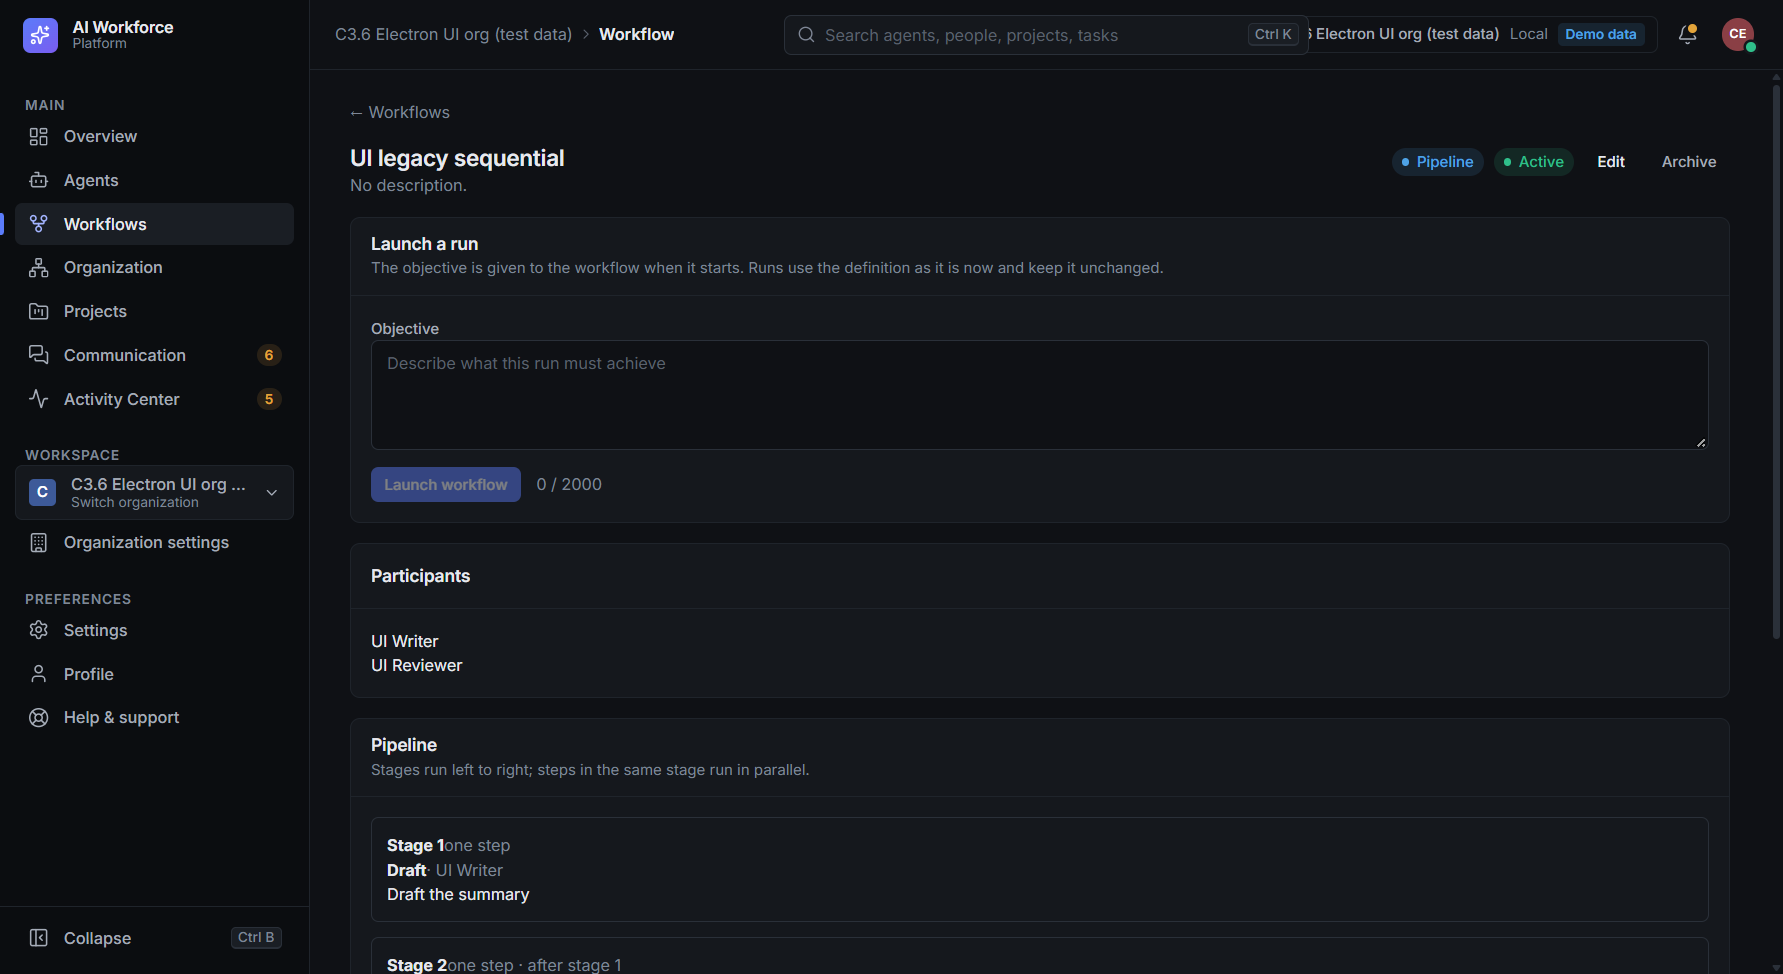 AI Workforce
Platform
MAIN
Overview
Agents
Workflows
Organization
Projects
Communication 6
Activity Center 5
WORKSPACE
C
C3.6 Electron UI org ...
Switch organization
Organization settings
PREFERENCES
Settings
Profile
Help & support
Collapse Ctrl B
C3.6 Electron UI org (test data) > Workflow
Search agents, people, projects, tasks Ctrl K
Electron UI org (test data) Local Demo data
CE
← Workflows
UI legacy sequential
No description.
Pipeline Active Edit Archive
Launch a run
The objective is given to the workflow when it starts. Runs use the definition as it is now and keep it unchanged.
Objective
Describe what this run must achieve
Launch workflow 0 / 2000
Participants
UI Writer
UI Reviewer
Pipeline
Stages run left to right; steps in the same stage run in parallel.
Stage 1one step
Draft· UI Writer
Draft the summary
Stage 2one step · after stage 1